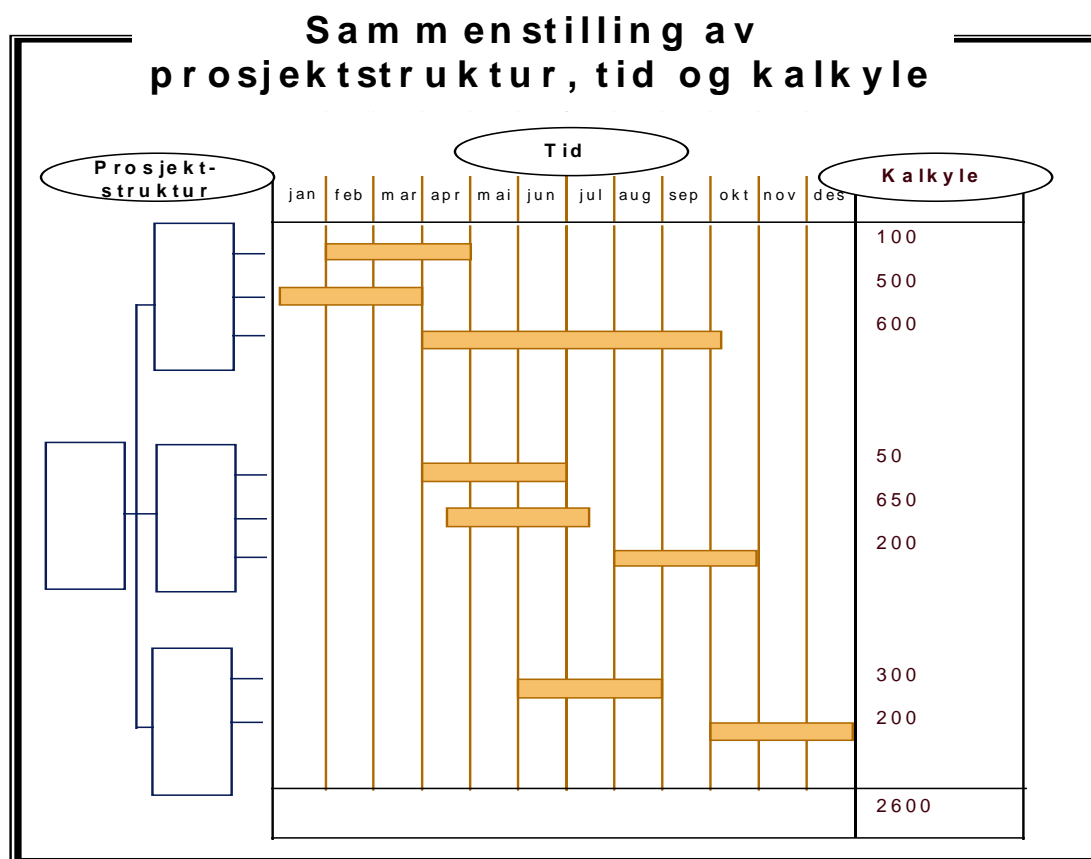 Sammenstilling av
prosjektstruktur, tid og kalkyle
Prosjekt-
struktur
Tid
Kalkyle
jan feb mar apr mai jun jul aug sep okt nov des
100
500
600
50
650
200
300
200
2600